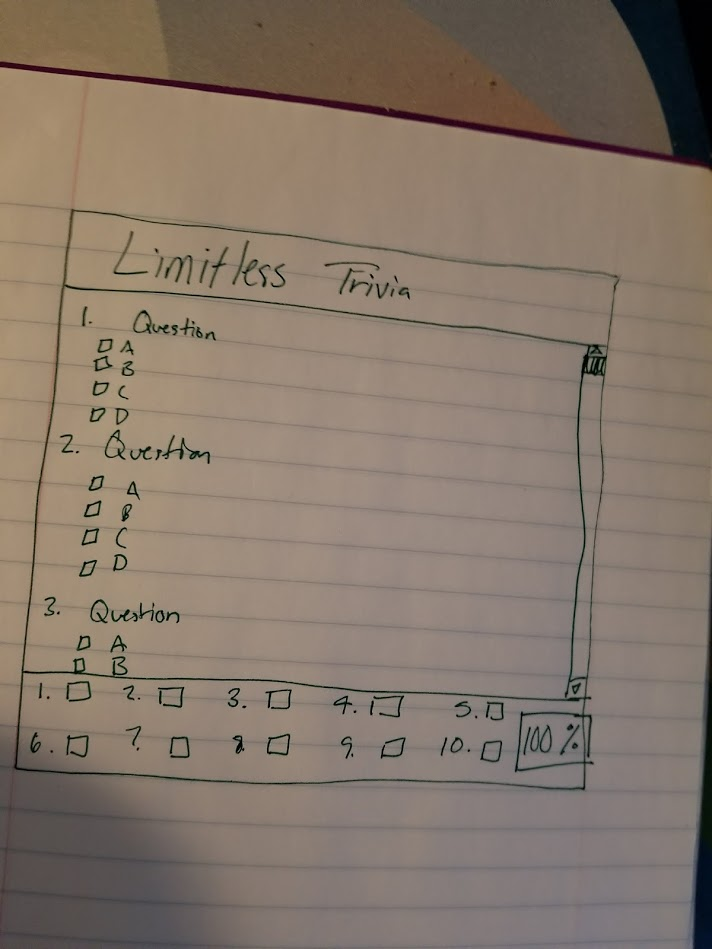 Limitless Trivia
1. Question
A
B
C
D
2. Question
A
B
C
D
3. Question
A
B
1. 2. 3. 4. 5.
6. 7. 8. 9. 10. 100%